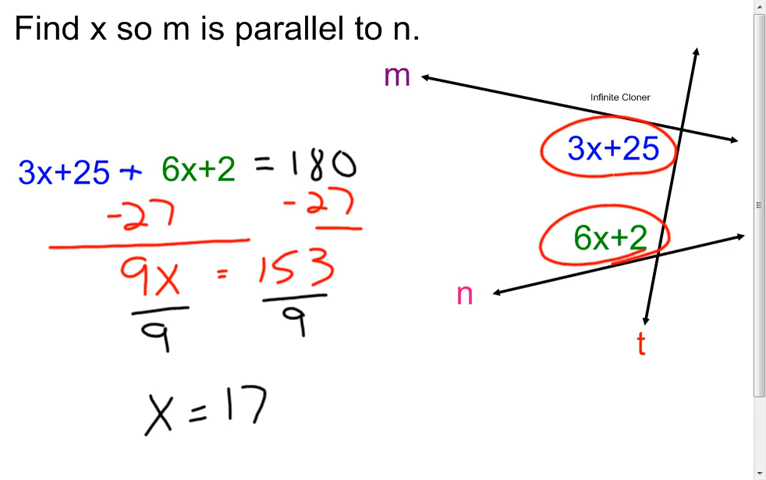 Find x so m is parallel to n.
m
Infinite Cloner
3x+25
3x+25 + 6x+2 = 180
-27 -27
6x+2
9x = 153
9 9
n
t
x = 17